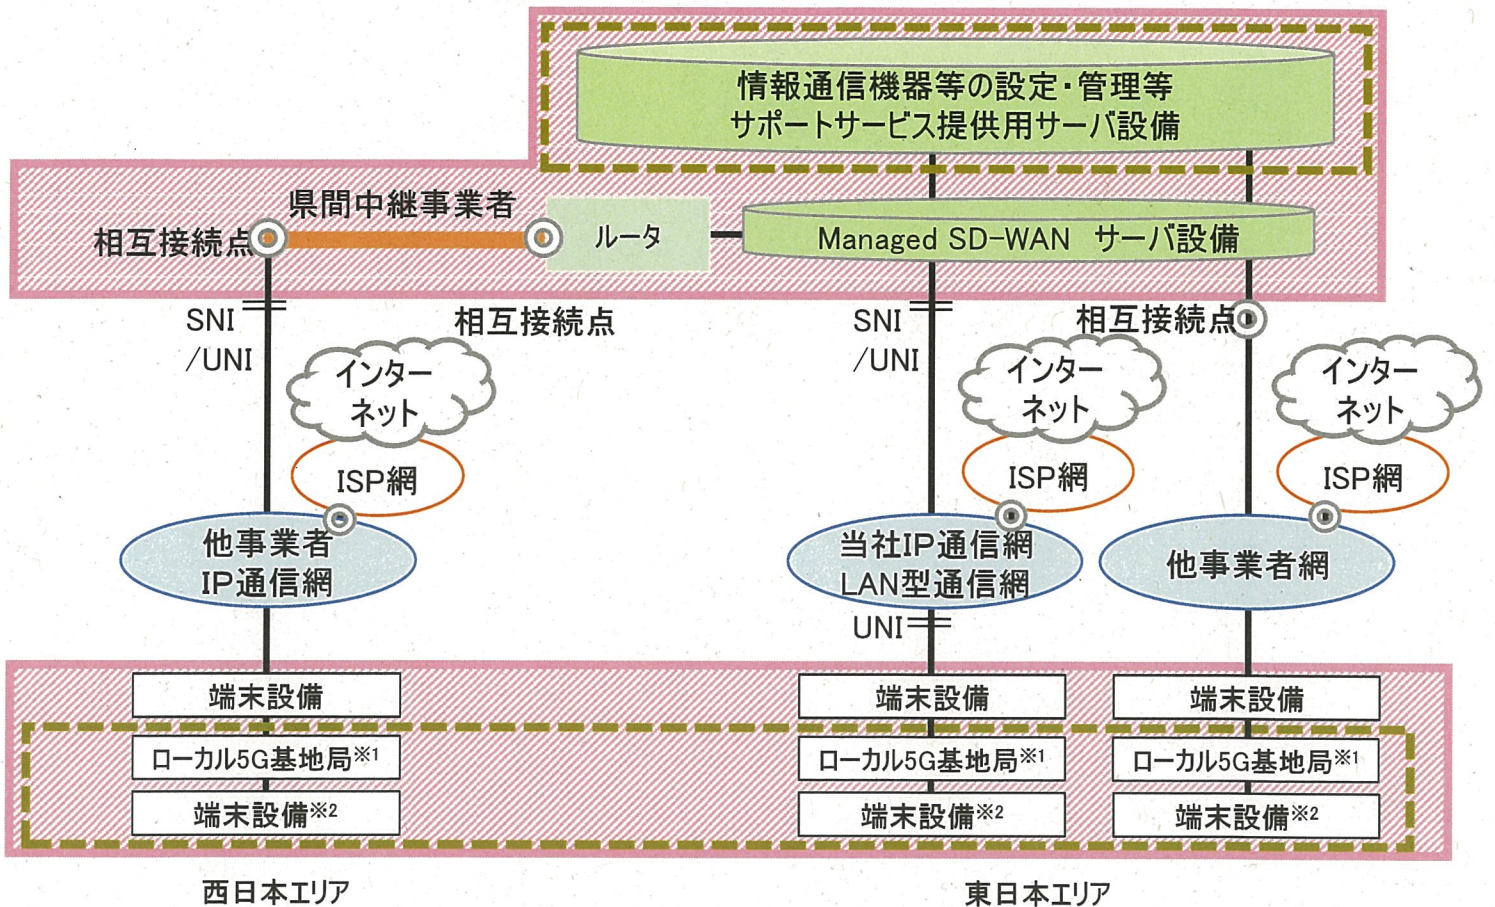 情報通信機器等の設定・管理等
サポートサービス提供用サーバ設備
県間中継事業者
相互接続点
ルータ
Managed SD-WAN サーバ設備
SNI
/UNI
相互接続点
SNI
/UNI
相互接続点
インター
ネット
インター
ネット
インター
ネット
ISP網
ISP網
ISP網
他事業者
IP通信網
当社IP通信網
LAN型通信網
他事業者網
UNI
端末設備
端末設備
端末設備
ローカル5G基地局※1
ローカル5G基地局※1
ローカル5G基地局※1
端末設備※2
端末設備※2
端末設備※2
西日本エリア
東日本エリア